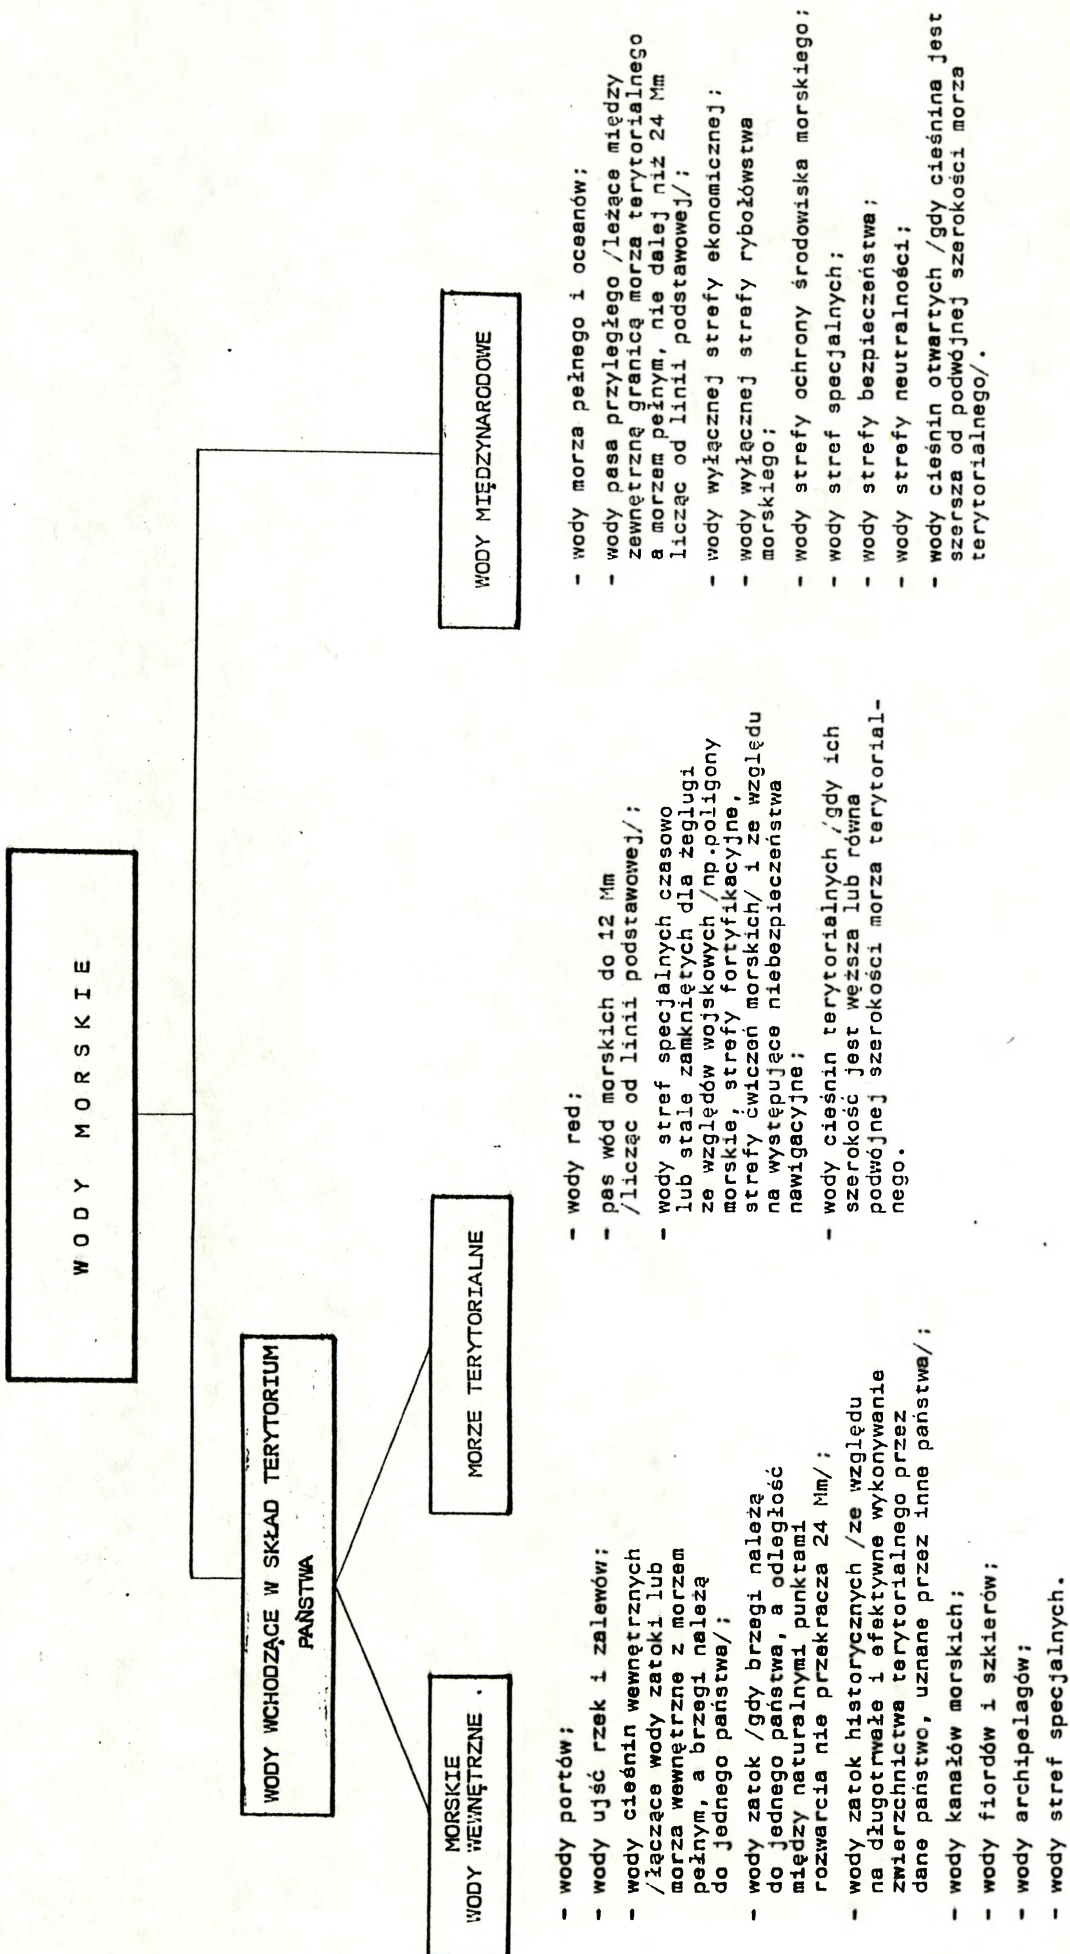 WODY MORSKIE
WODY WCHODZĄCE W SKŁAD TERYTORIUM
PAŃSTWA
MORSKIE
WODY WEWNĘTRZNE
MORZE TERYTORIALNE
WODY MIĘDZYNARODOWE
- wody portów;
- wody ujść rzek i zalewów;
- wody cieśnin wewnętrznych
/łączące wody zatoki lub
morza wewnętrzne z morzem
pełnym, a brzegi należą
do jednego państwa/;
- wody zatok /gdy brzegi należą
do jednego państwa, a odległość
między naturalnymi punktami
rozwarcia nie przekracza 24 Mm/;
- wody zatok historycznych /ze względu
na długotrwałe i efektywne wykonywanie
zwierzchnictwa terytorialnego przez
dane państwo, uznane przez inne państwa/;
- wody kanałów morskich;
- wody fiordów i szkierów;
- wody archipelagów;
- wody stref specjalnych.
- wody red;
- pas wód morskich do 12 Mm
/licząc od linii podstawowej/;
- wody stref specjalnych czasowo
lub stale zamkniętych dla żeglugi
ze względów wojskowych /np.poligony
morskie, strefy fortyfikacyjne,
strefy ćwiczeń morskich/ i ze względu
na występujące niebezpieczeństwa
nawigacyjne;
- wody cieśnin terytorialnych /gdy ich
szerokość jest węższa lub równa
podwójnej szerokości morza terytorial-
nego.
- wody morza pełnego i oceanów;
- wody pasa przyległego /leżące między
zewnętrzną granicą morza terytorialnego
a morzem pełnym, nie dalej niż 24 Mm
licząc od linii podstawowej/;
- wody wyłącznej strefy ekonomicznej;
- wody wyłącznej strefy rybołówstwa
morskiego;
- wody strefy ochrony środowiska morskiego;
- wody stref specjalnych;
- wody strefy bezpieczeństwa;
- wody strefy neutralności;
- wody cieśnin otwartych /gdy cieśnina jest
szersza od podwójnej szerokości morza
terytorialnego/.